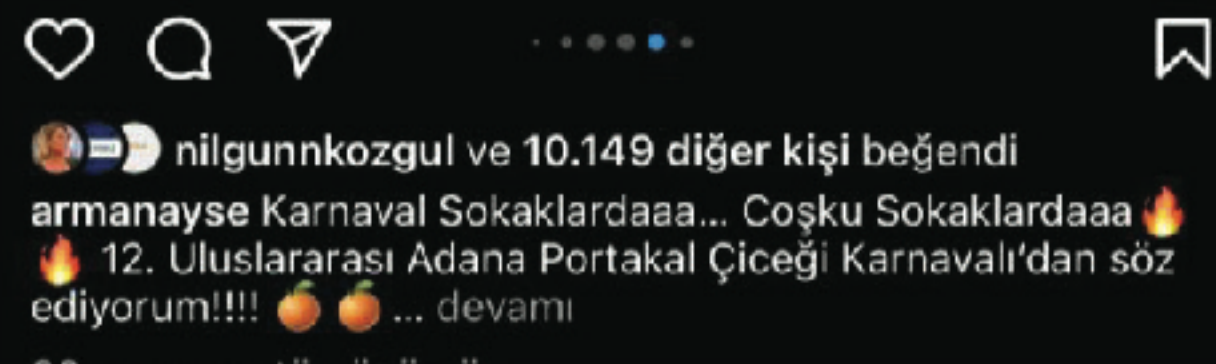 nilgunnkozgul ve 10.149 diğer kişi beğendi
armanayse Karnaval Sokaklardaaa... Coşku Sokaklardaaa🔥
🔥 12. Uluslararası Adana Portakal Çiceği Karnavalı'dan söz
ediyorum!!!! 🍊 🍊 ... devamı